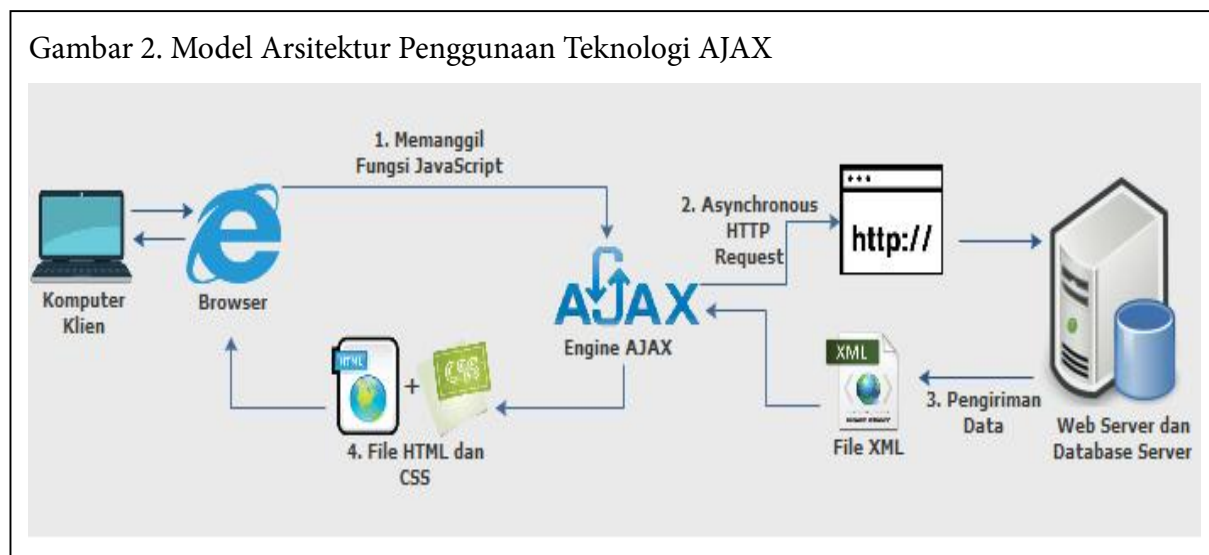 Gambar 2. Model Arsitektur Penggunaan Teknologi AJAX
1. Memanggil
Fungsi JavaScript
2. Asynchronous
HTTP
Request
http://
Komputer
Klien
Browser
AJAX
Engine AJAX
HTML
+
CSS
4. File HTML dan
CSS
XML
File XML
3. Pengiriman
Data
Web Server dan
Database Server